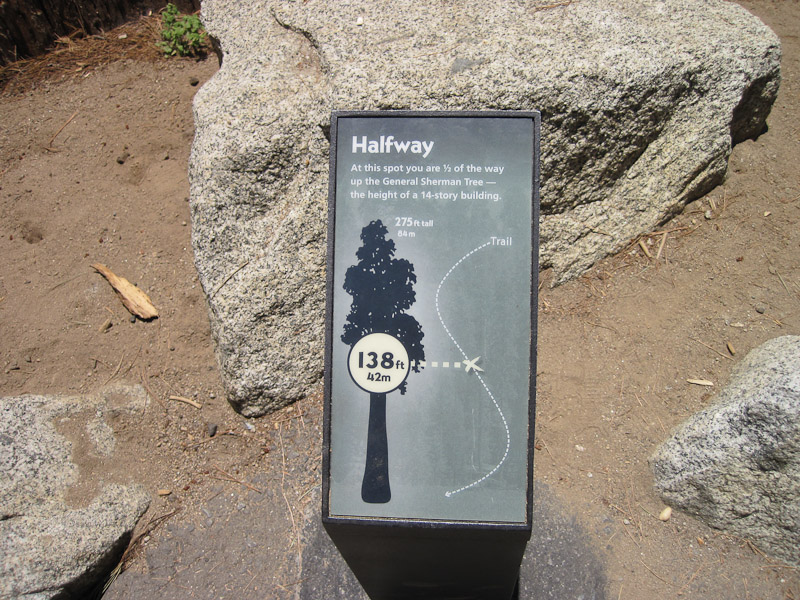 Halfway
At this spot you are ½ of the way
up the General Sherman Tree —
the height of a 14-story building.
275 ft tall
84 m
Trail
138 ft
42m